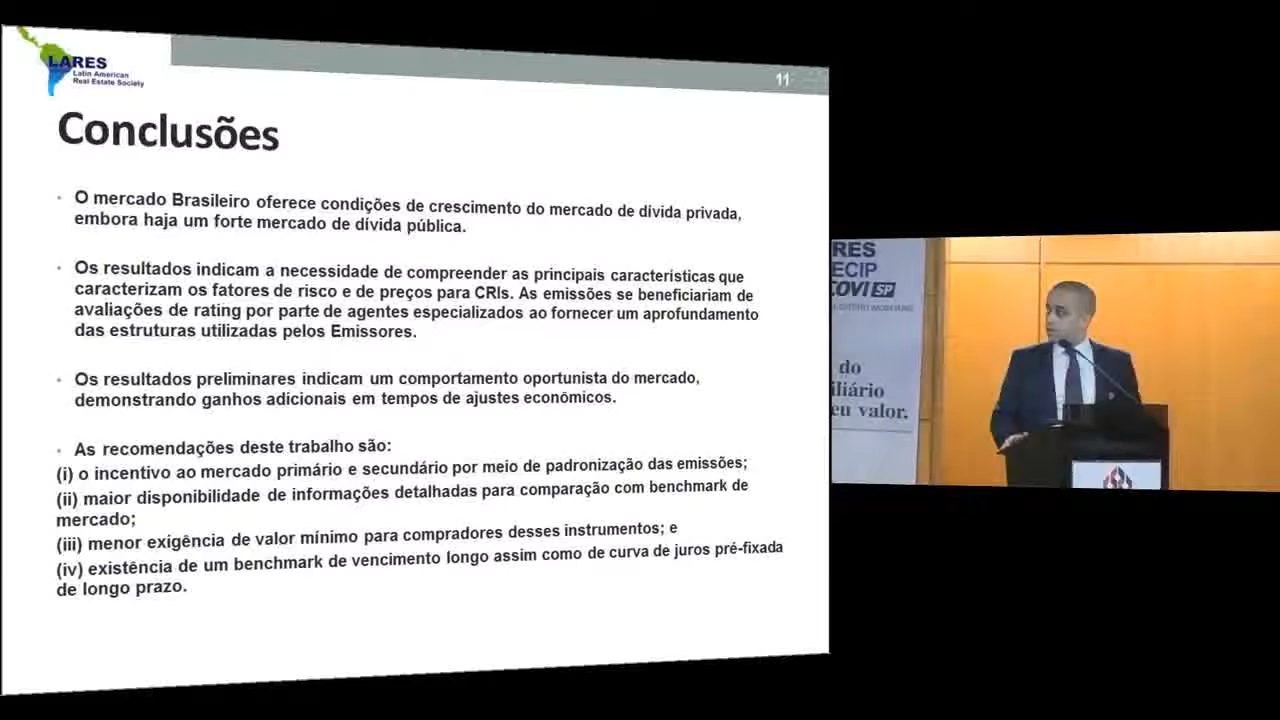 LARES
Latin American
Real Estate Society
11
Conclusões
O mercado Brasileiro oferece condições de crescimento do mercado de dívida privada,
embora haja um forte mercado de dívida pública.
Os resultados indicam a necessidade de compreender as principais características que
caracterizam os fatores de risco e de preços para CRIs. As emissões se beneficiariam de
avaliações de rating por parte de agentes especializados ao fornecer um aprofundamento
das estruturas utilizadas pelos Emissores.
Os resultados preliminares indicam um comportamento oportunista do mercado,
demonstrando ganhos adicionais em tempos de ajustes econômicos.
As recomendações deste trabalho são:
(i) o incentivo ao mercado primário e secundário por meio de padronização das emissões;
(ii) maior disponibilidade de informações detalhadas para comparação com benchmark de
mercado;
(iii) menor exigência de valor mínimo para compradores desses instrumentos; e
(iv) existência de um benchmark de vencimento longo assim como de curva de juros pré-fixada
de longo prazo.
RES
ECIP
OVI SP
do
iliário
eu valor.